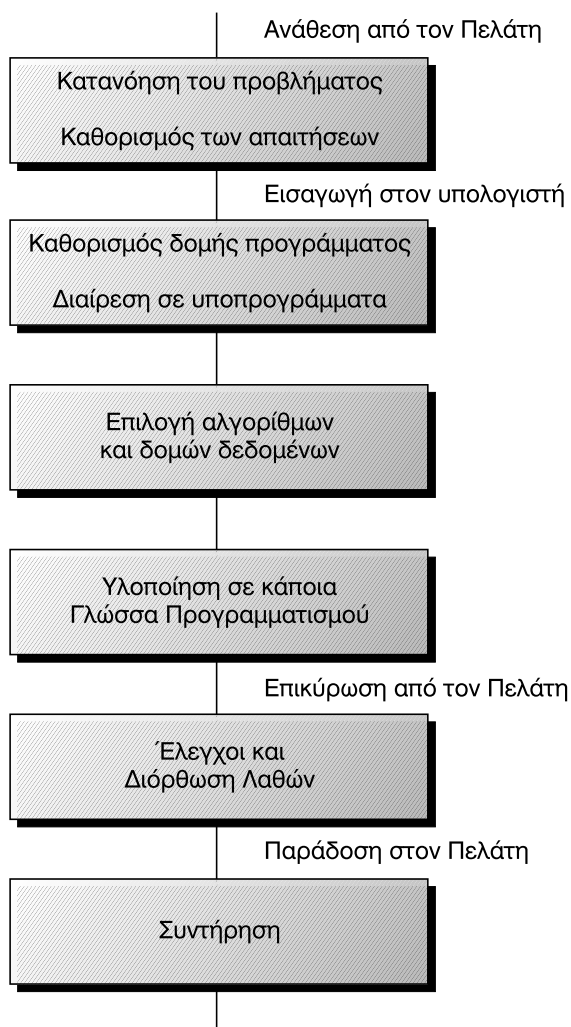 Ανάθεση από τον Πελάτη
Κατανόηση του προβλήματος
Καθορισμός των απαιτήσεων
Εισαγωγή στον υπολογιστή
Καθορισμός δομής προγράμματος
Διαίρεση σε υποπρογράμματα
Επιλογή αλγορίθμων
και δομών δεδομένων
Υλοποίηση σε κάποια
Γλώσσα Προγραμματισμού
Επικύρωση από τον Πελάτη
Έλεγχοι και
Διόρθωση Λαθών
Παράδοση στον Πελάτη
Συντήρηση